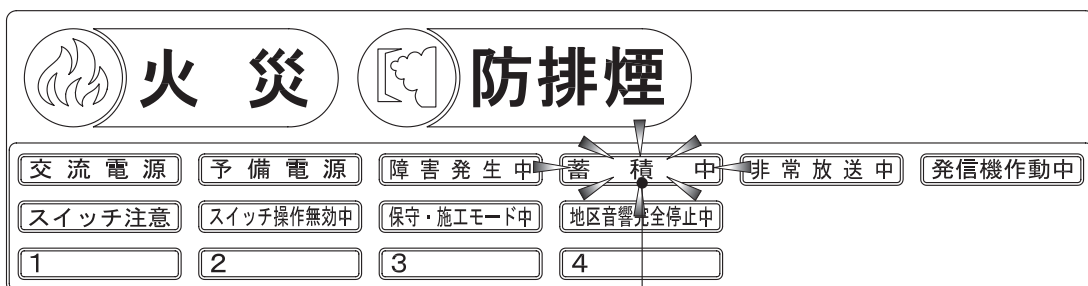 火災 防排煙
交流電源 予備電源 障害発生中 蓄積中 非常放送中 発信機作動中
スイッチ注意 スイッチ操作無効中 保守・施工モード中 地区音響完全停止中
1 2 3 4